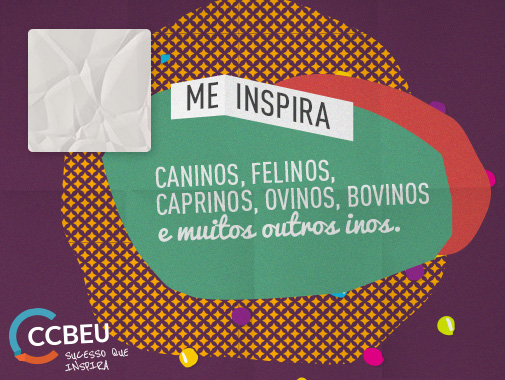 ME INSPIRA
CANINOS, FELINOS,
CAPRINOS, OVINOS, BOVINOS
e muitos outros inos.
CCBEU
SUCESSO QUE
INSPIRA